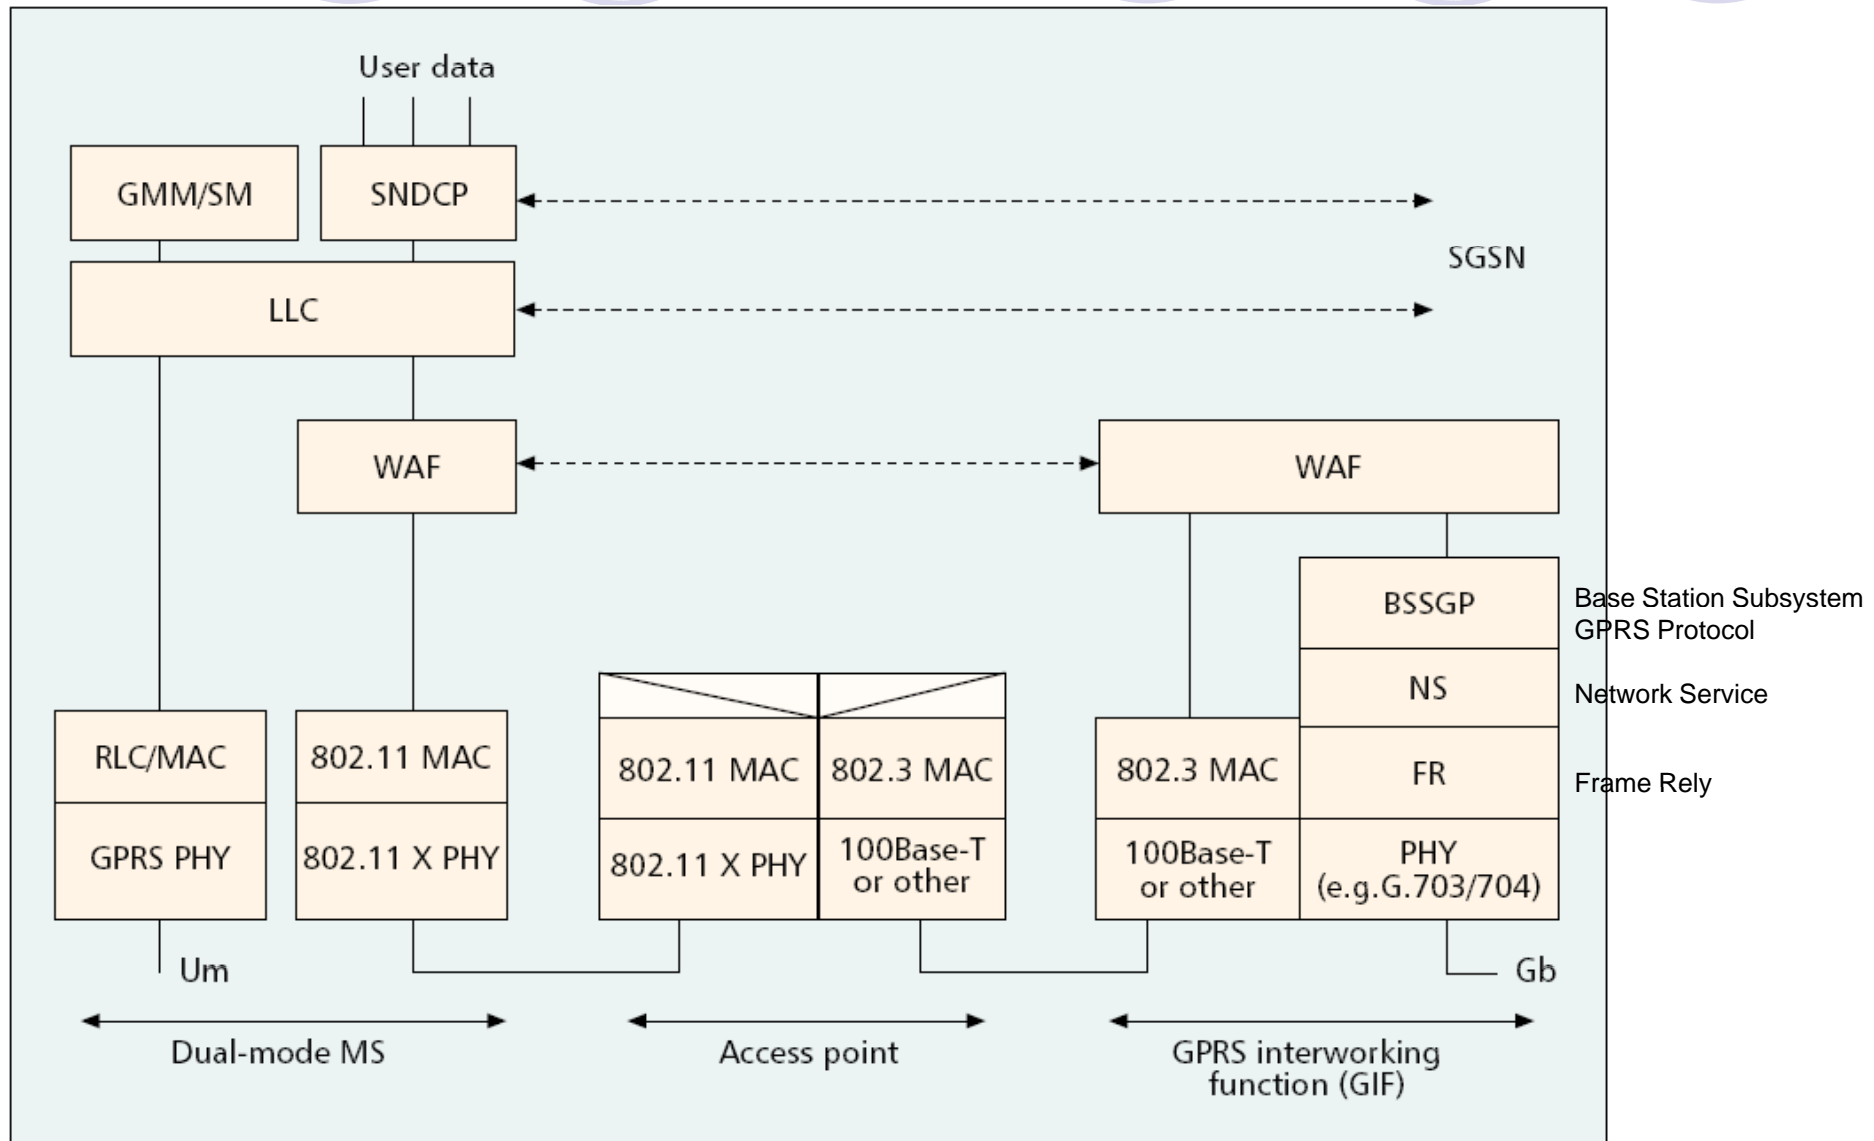 User data
GMM/SM
SNDCP
SGSN
LLC
WAF
WAF
BSSGP
Base Station Subsystem
GPRS Protocol
NS
Network Service
RLC/MAC
802.11 MAC
802.11 MAC
802.3 MAC
802.3 MAC
FR
Frame Rely
GPRS PHY
802.11 X PHY
802.11 X PHY
100Base-T
or other
100Base-T
or other
PHY
(e.g.G.703/704)
Um
Gb
Dual-mode MS
Access point
GPRS interworking
function (GIF)